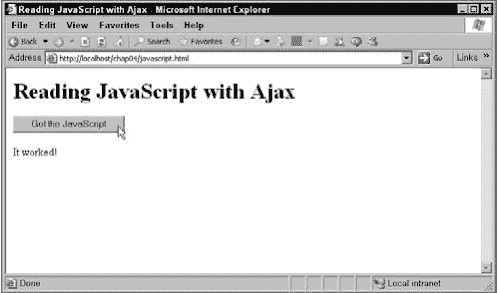 Reading JavaScript with Ajax - Microsoft Internet Explorer
File Edit View Favorites Tools Help
Back Search Favorites
Address http://localhost/chap04/javascript.html Go Links »
Reading JavaScript with Ajax
Get the JavaScript
It worked!
Done Local intranet